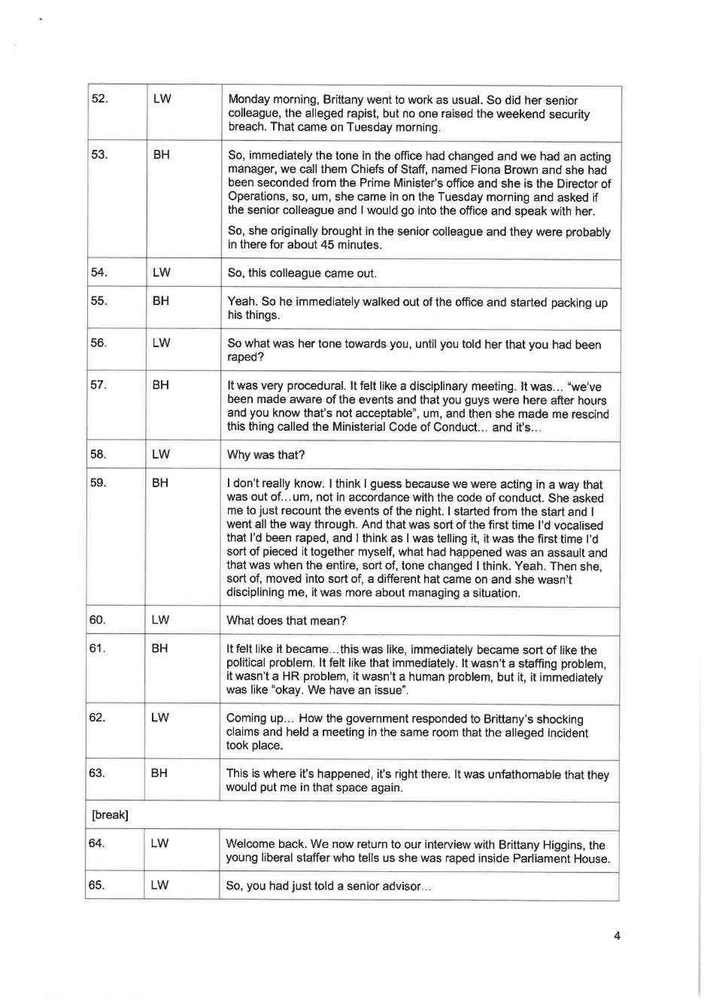 52. LW Monday morning, Brittany went to work as usual. So did her senior
colleague, the alleged rapist, but no one raised the weekend security
breach. That came on Tuesday morning.
53. BH So, immediately the tone in the office had changed and we had an acting
manager, we call them Chiefs of Staff, named Fiona Brown and she had
been seconded from the Prime Minister's office and she is the Director of
Operations, so, um, she came in on the Tuesday morning and asked if
the senior colleague and I would go into the office and speak with her.
So, she originally brought in the senior colleague and they were probably
in there for about 45 minutes.
54. LW So, this colleague came out.
55. BH Yeah. So he immediately walked out of the office and started packing up
his things.
56. LW So what was her tone towards you, until you told her that you had been
raped?
57. BH It was very procedural. It felt like a disciplinary meeting. It was... "we've
been made aware of the events and that you guys were here after hours
and you know that's not acceptable", um, and then she made me rescind
this thing called the Ministerial Code of Conduct... and it's...
58. LW Why was that?
59. BH I don't really know. I think I guess because we were acting in a way that
was out of... um, not in accordance with the code of conduct. She asked
me to just recount the events of the night. I started from the start and I
went all the way through. And that was sort of the first time I'd vocalised
that I'd been raped, and I think as I was telling it, it was the first time I'd
sort of pieced it together myself, what had happened was an assault and
that was when the entire, sort of, tone changed I think. Yeah. Then she,
sort of, moved into sort of, a different hat came on and she wasn't
disciplining me, it was more about managing a situation.
60. LW What does that mean?
61. BH It felt like it became...this was like, immediately became sort of like the
political problem. It felt like that immediately. It wasn't a staffing problem,
it wasn't a HR problem, it wasn't a human problem, but it, it immediately
was like "okay. We have an issue".
62. LW Coming up... How the government responded to Brittany's shocking
claims and held a meeting in the same room that the alleged incident
took place.
63. BH This is where it's happened, it's right there. It was unfathomable that they
would put me in that space again.
[break]
64. LW Welcome back. We now return to our interview with Brittany Higgins, the
young liberal staffer who tells us she was raped inside Parliament House.
65. LW So, you had just told a senior advisor...
4